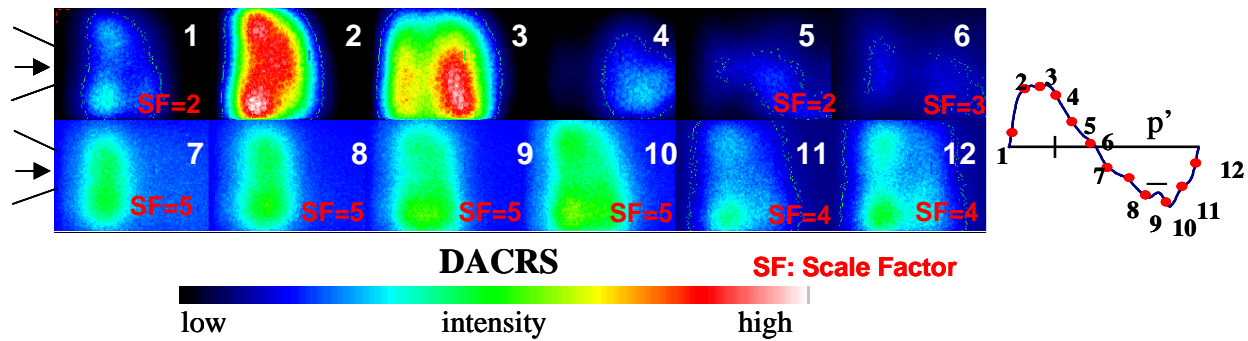 1 2 3 4 5 6
SF=2 SF=2 SF=3
7 8 9 10 11 12
SF=5 SF=5 SF=5 SF=5 SF=4 SF=4
DACRS
SF: Scale Factor
low intensity high
2 3
4
5 p'
1 6
7 12
8 9 10 11